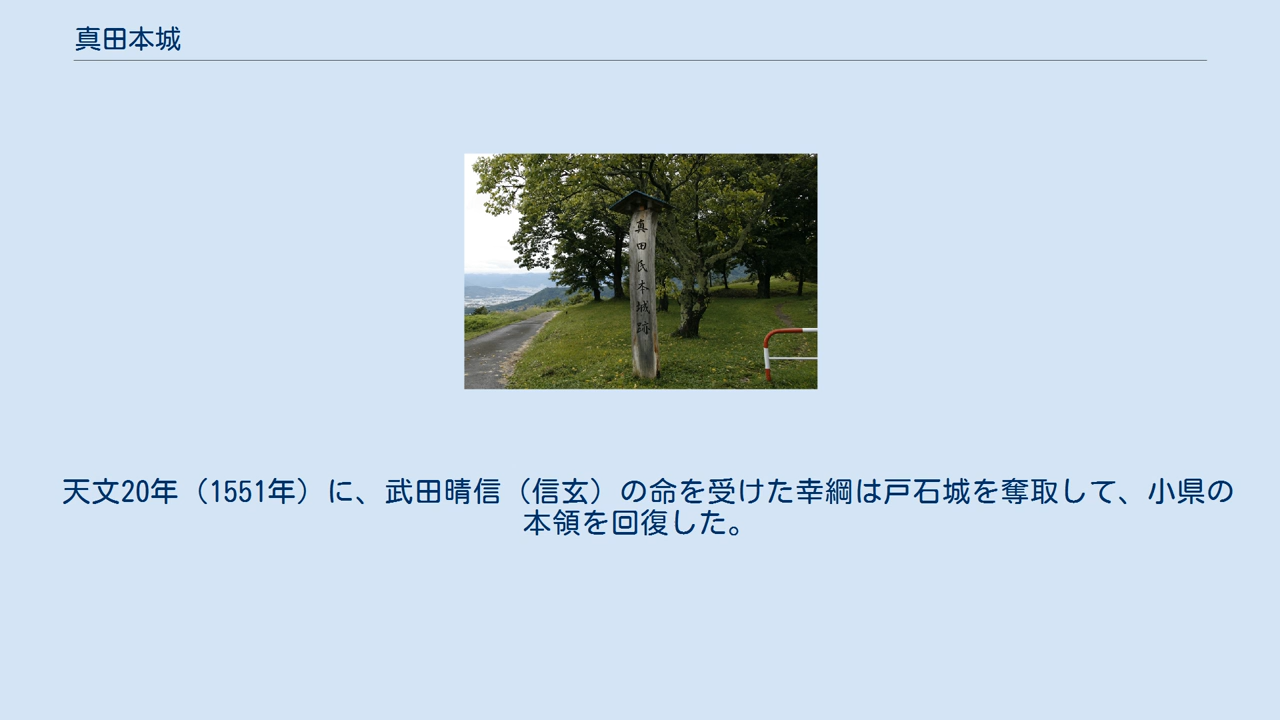 真田本城
真田氏本城跡
天文20年（1551年）に、武田晴信（信玄）の命を受けた幸綱は戸石城を奪取して、小県の
本領を回復した。